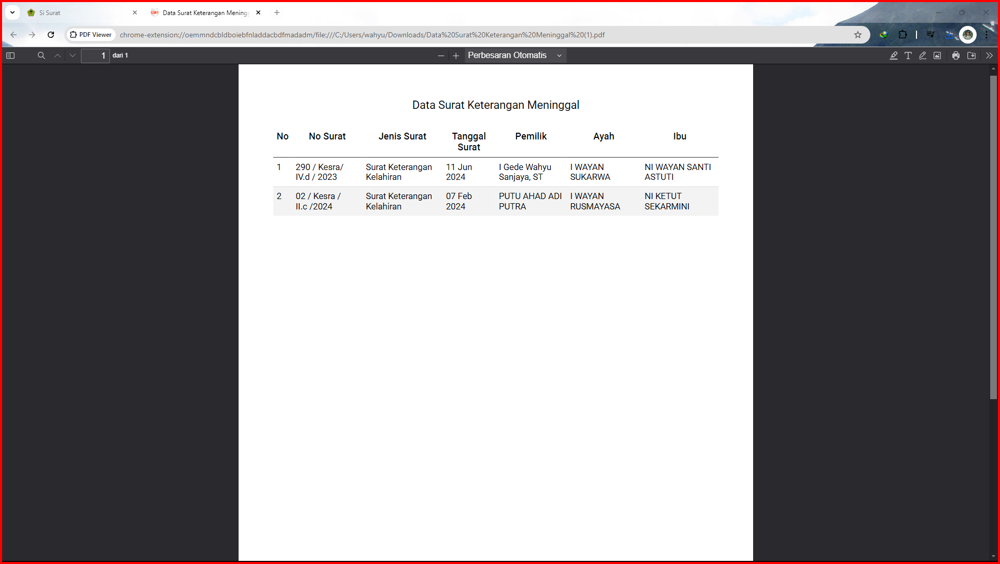 Si Surat
Data Surat Keterangan Mening
PDF Viewer
chrome-extension://oemmndcbldboiebfnladdacbdfmadadm/file:///C:/Users/wahyu/Downloads/Data%20Surat%20Keterangan%20Meninggal%20(1).pdf
1 dari 1
Perbesaran Otomatis
Data Surat Keterangan Meninggal
No No Surat Jenis Surat Tanggal Pemilik Ayah Ibu
Surat
1 290 / Kesra/ Surat Keterangan 11 Jun I Gede Wahyu I WAYAN NI WAYAN SANTI
IV.d / 2023 Kelahiran 2024 Sanjaya, ST SUKARWA ASTUTI
2 02 / Kesra / Surat Keterangan 07 Feb PUTU AHAD ADI I WAYAN NI KETUT
II.c /2024 Kelahiran 2024 PUTRA RUSMAYASA SEKARMINI